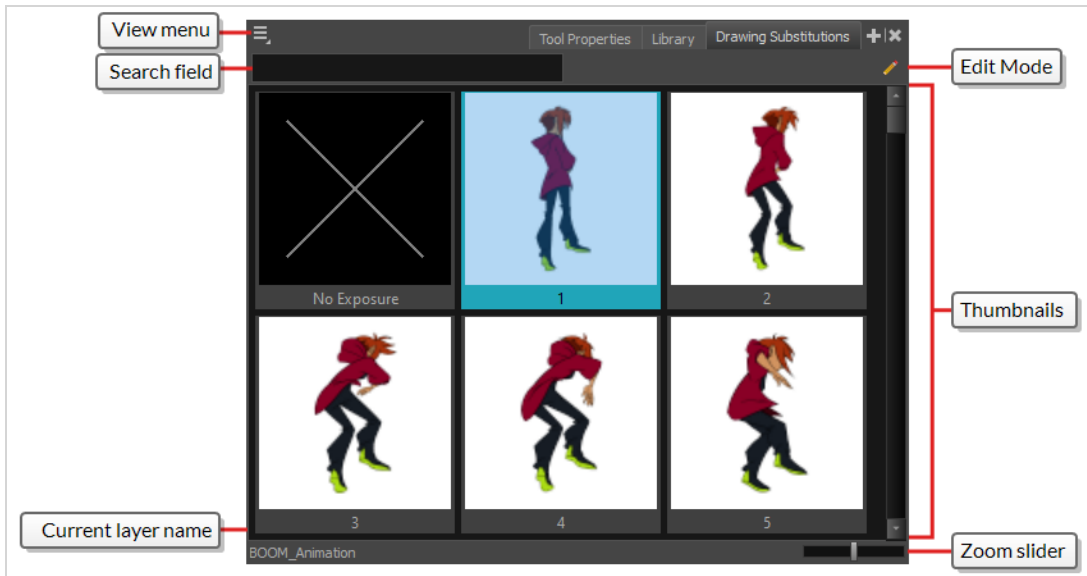 View menu
Tool Properties
Library
Drawing Substitutions
Search field
Edit Mode
No Exposure
1
2
Thumbnails
3
4
5
Current layer name
BOOM_Animation
Zoom slider